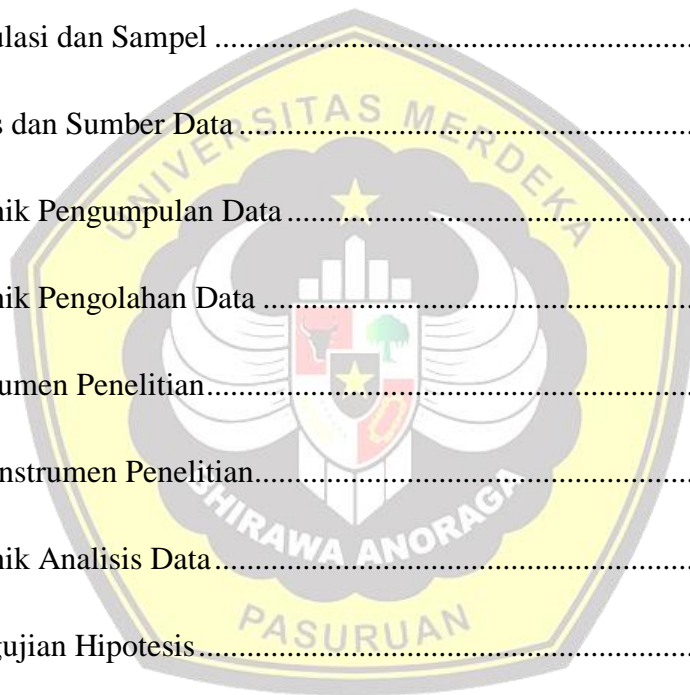 ulasi dan Sampel ........................................................
s dan Sumber Data .....................................................
nik Pengumpulan Data ..............................................
nik Pengolahan Data .................................................
umen Penelitian.........................................................
nstrumen Penelitian...................................................
nik Analisis Data.......................................................
gujian Hipotesis.........................................................
UNIVERSITAS MERDEKA
HIRAWA ANORAGA
PASURUAN